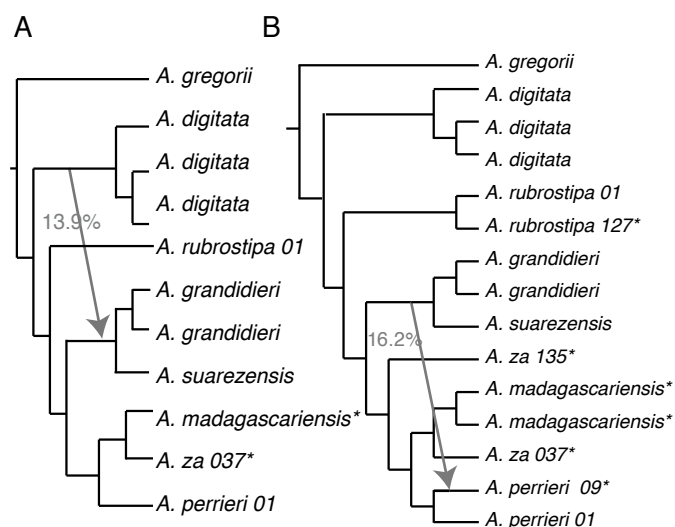 A
A. gregorii
A. digitata
A. digitata
A. digitata
13.9%
A. rubrostipa 01
A. grandidieri
A. grandidieri
A. suarezensis
A. madagascariensis*
A. za 037*
A. perrieri 01
B
A. gregorii
A. digitata
A. digitata
A. digitata
A. rubrostipa 01
A. rubrostipa 127*
A. grandidieri
A. grandidieri
A. suarezensis
16.2%
A. za 135*
A. madagascariensis*
A. madagascariensis*
A. za 037*
A. perrieri 09*
A. perrieri 01